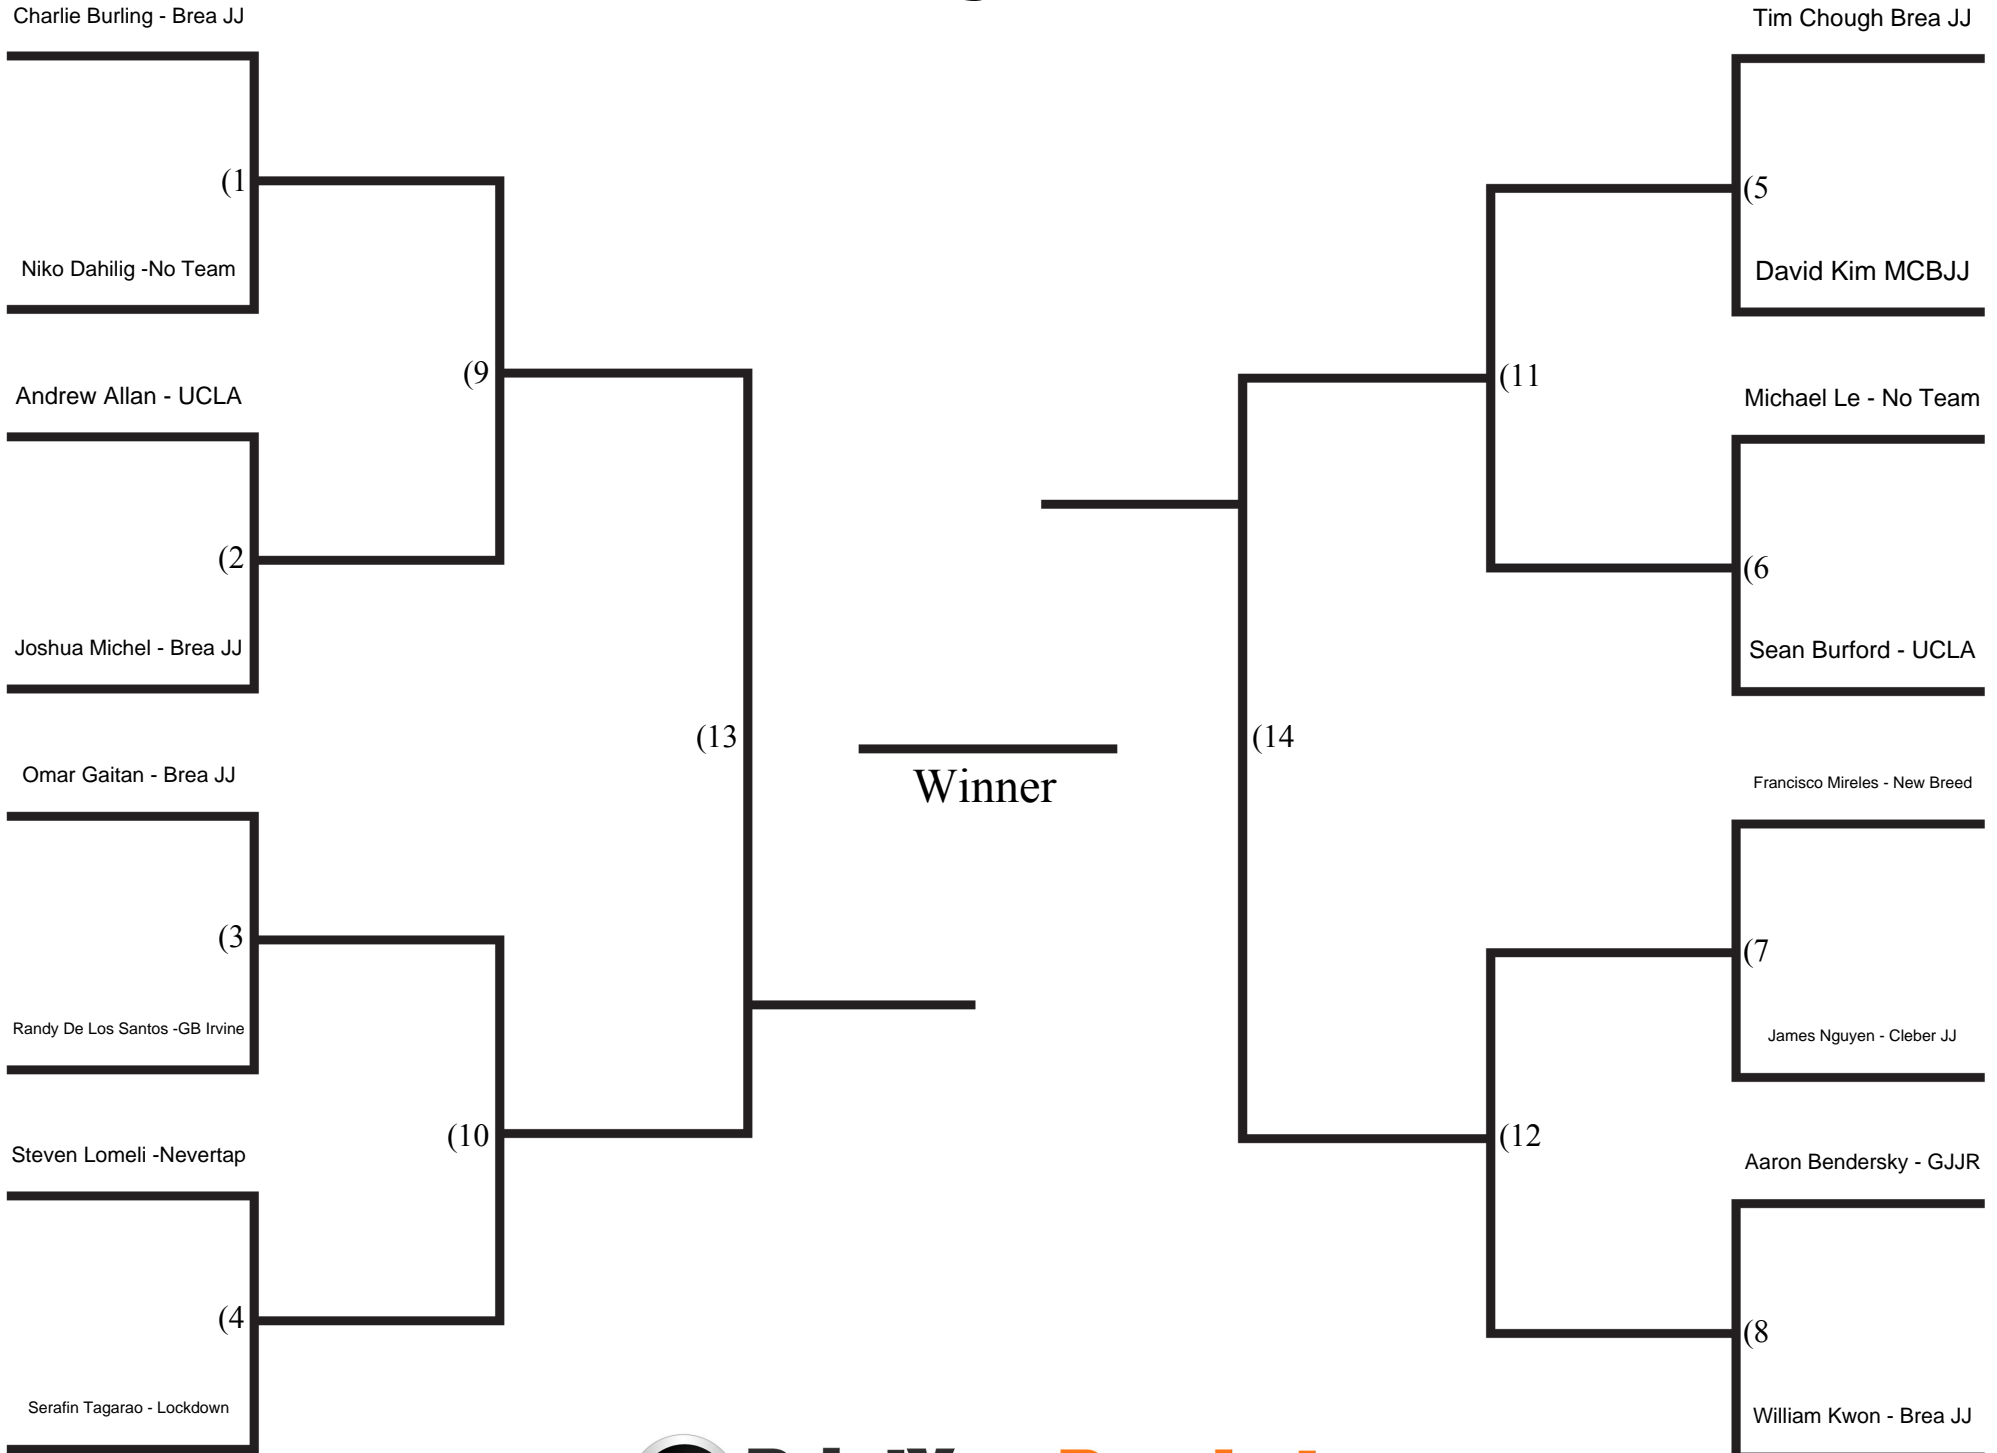 Charlie Burling - Brea JJ
(1
Niko Dahilig -No Team
(9
Andrew Allan - UCLA
(2
Joshua Michel - Brea JJ
(13
Omar Gaitan - Brea JJ
(3
Randy De Los Santos -GB Irvine
(10
Steven Lomeli -Nevertap
(4
Serafin Tagarao - Lockdown
Winner
Tim Chough Brea JJ
(5
David Kim MCBJJ
(11
Michael Le - No Team
(6
Sean Burford - UCLA
(14
Francisco Mireles - New Breed
(7
James Nguyen - Cleber JJ
(12
Aaron Bendersky - GJJR
(8
William Kwon - Brea JJ